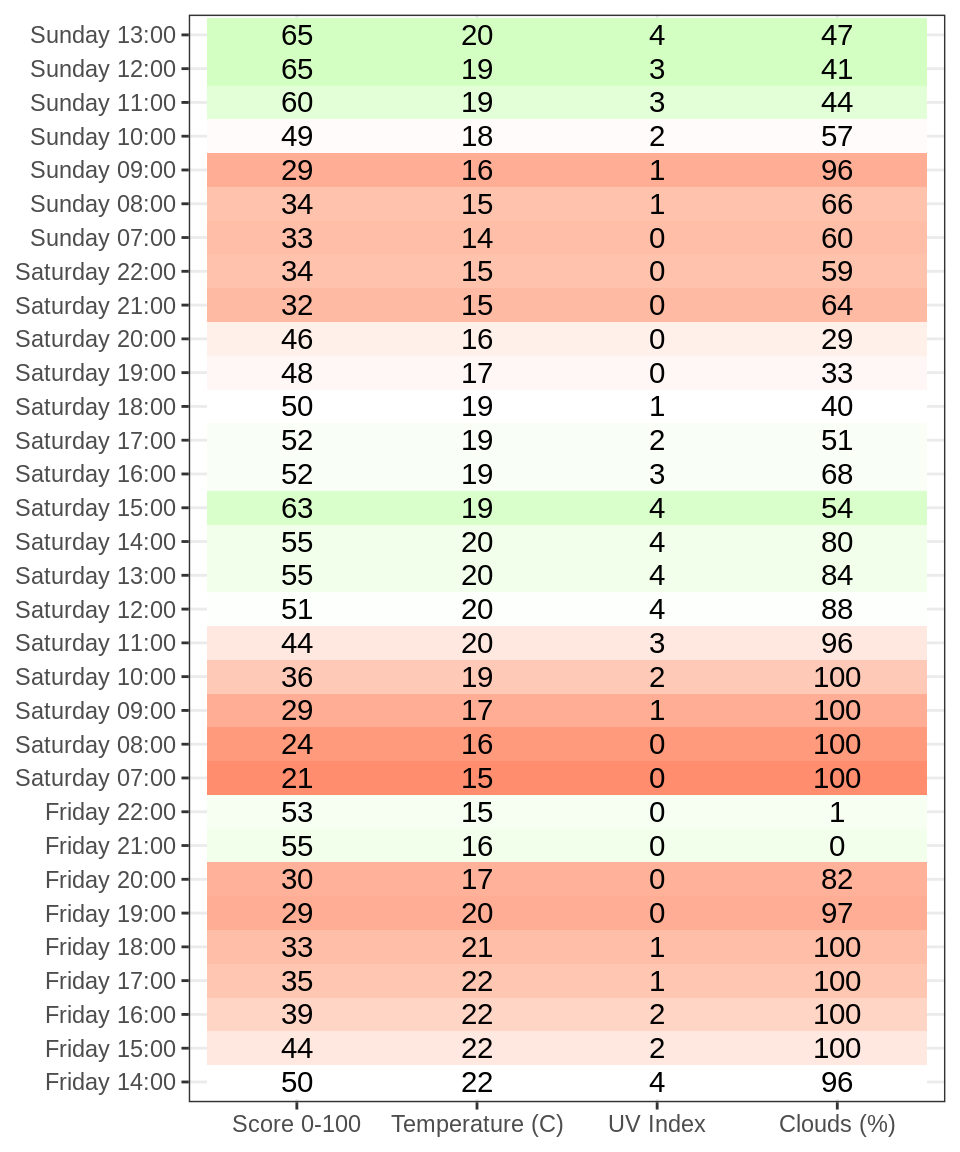 Sunday 13:00 65 20 4 47
Sunday 12:00 65 19 3 41
Sunday 11:00 60 19 3 44
Sunday 10:00 49 18 2 57
Sunday 09:00 29 16 1 96
Sunday 08:00 34 15 1 66
Sunday 07:00 33 14 0 60
Saturday 22:00 34 15 0 59
Saturday 21:00 32 15 0 64
Saturday 20:00 46 16 0 29
Saturday 19:00 48 17 0 33
Saturday 18:00 50 19 1 40
Saturday 17:00 52 19 2 51
Saturday 16:00 52 19 3 68
Saturday 15:00 63 19 4 54
Saturday 14:00 55 20 4 80
Saturday 13:00 55 20 4 84
Saturday 12:00 51 20 4 88
Saturday 11:00 44 20 3 96
Saturday 10:00 36 19 2 100
Saturday 09:00 29 17 1 100
Saturday 08:00 24 16 0 100
Saturday 07:00 21 15 0 100
Friday 22:00 53 15 0 1
Friday 21:00 55 16 0 0
Friday 20:00 30 17 0 82
Friday 19:00 29 20 0 97
Friday 18:00 33 21 1 100
Friday 17:00 35 22 1 100
Friday 16:00 39 22 2 100
Friday 15:00 44 22 2 100
Friday 14:00 50 22 4 96
Score 0-100 Temperature (C) UV Index Clouds (%)